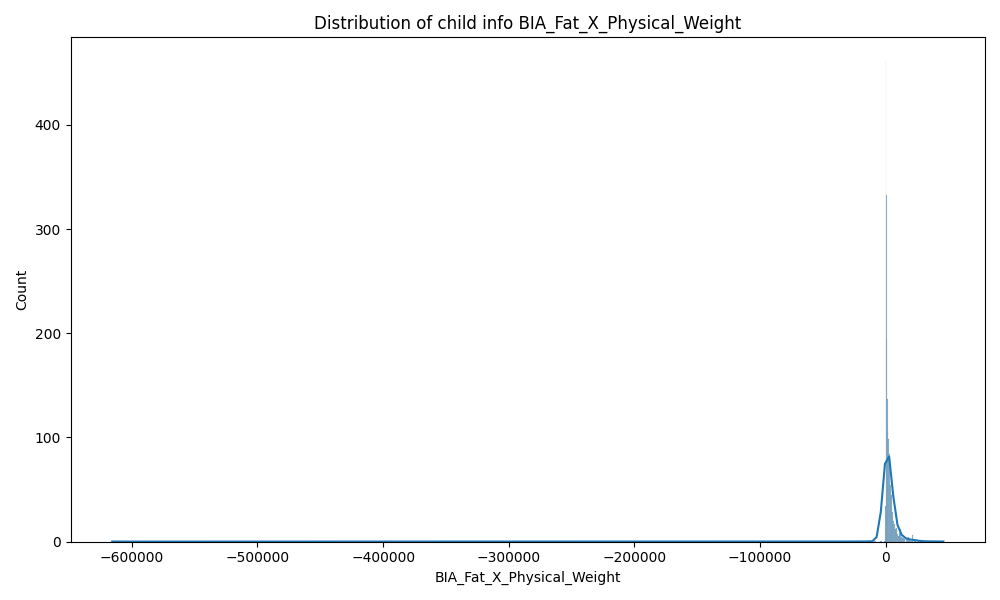 Distribution of child info BIA_Fat_X_Physical_Weight
Count
400
300
200
100
0
−600000 −500000 −400000 −300000 −200000 −100000 0
BIA_Fat_X_Physical_Weight